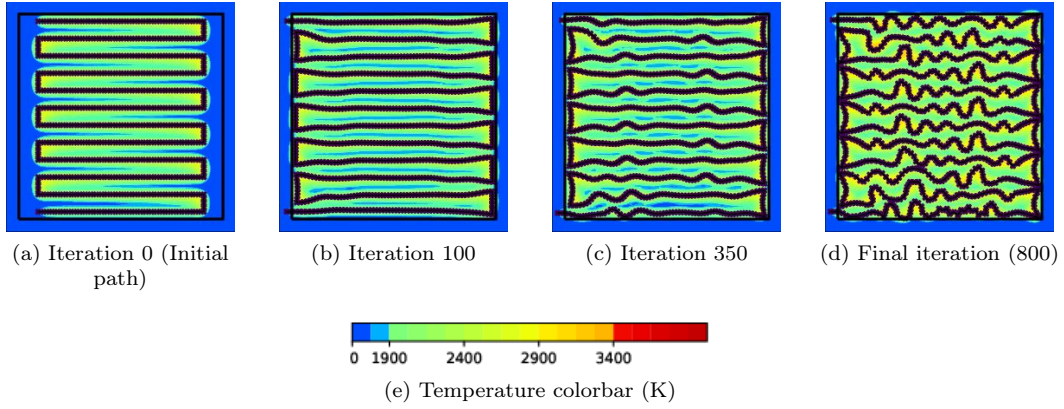 (a) Iteration 0 (Initial
path)
(b) Iteration 100
(c) Iteration 350
(d) Final iteration (800)
0 1900 2400 2900 3400
(e) Temperature colorbar (K)